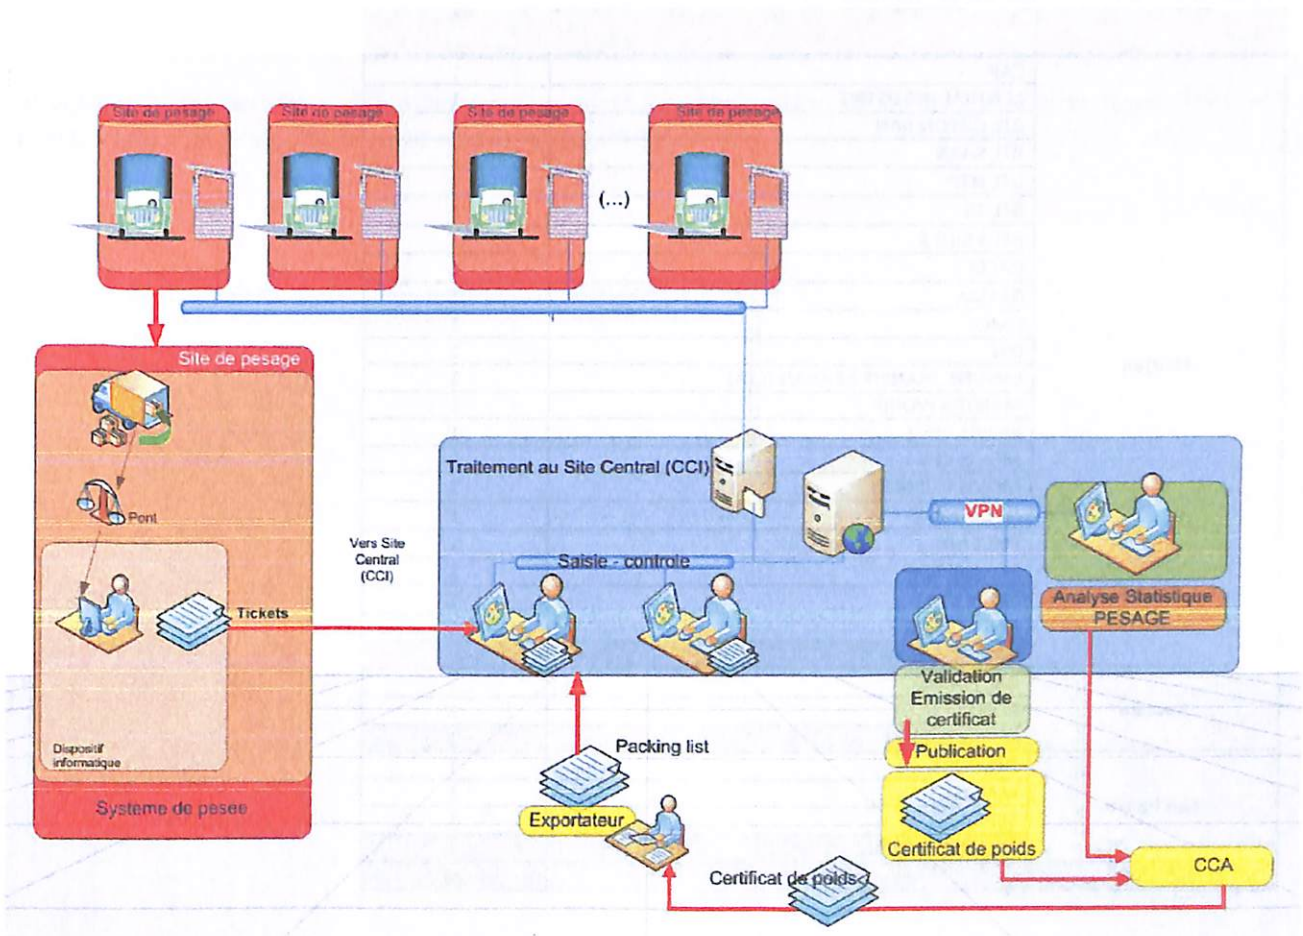 Site de pesage
Site de pesage
Site de pesage
Site de pesage
(...)
Site de pesage
Pont
Tickets
Dispositif
informatique
Systeme de pesee
Vers Site
Central
(CCI)
Traitement au Site Central (CCI)
Saisie - controle
VPN
Analyse Statistique
PESAGE
Validation
Emission de
certificat
Publication
Certificat de poids
Packing list
Exportateur
Certificat de poids
CCA